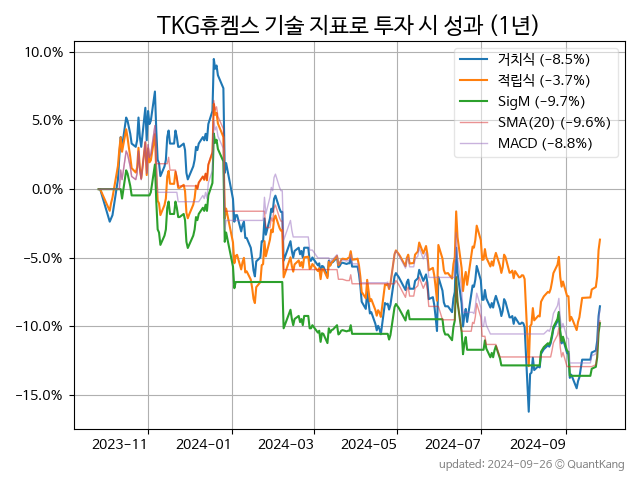 TKG휴켐스 기술 지표로 투자 시 성과 (1년)
10.0%
5.0%
0.0%
−5.0%
−10.0%
−15.0%
거치식 (−8.5%)
적립식 (−3.7%)
SigM (−9.7%)
SMA(20) (−9.6%)
MACD (−8.8%)
2023−11
2024−01
2024−03
2024−05
2024−07
2024−09
updated: 2024−09−26 © QuantKang